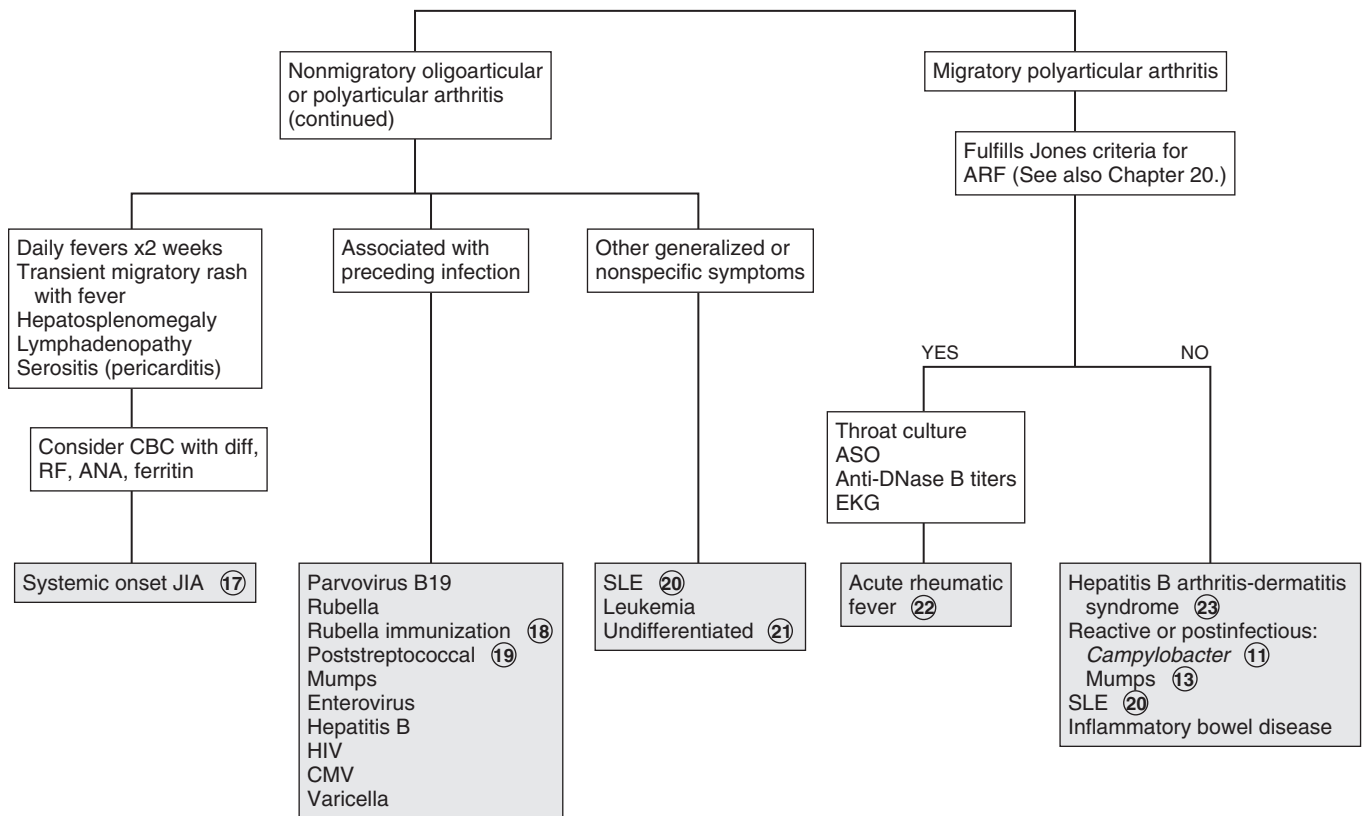 Nonmigratory oligoarticular
or polyarticular arthritis
(continued)
Migratory polyarticular arthritis
Fulfills Jones criteria for
ARF (See also Chapter 20.)
Daily fevers x2 weeks
Transient migratory rash
with fever
Hepatosplenomegaly
Lymphadenopathy
Serositis (pericarditis)
Associated with
preceding infection
Other generalized or
nonspecific symptoms
YES
NO
Consider CBC with diff,
RF, ANA, ferritin
Throat culture
ASO
Anti-DNase B titers
EKG
Systemic onset JIA 17
Parvovirus B19
Rubella
Rubella immunization 18
Poststreptococcal 19
Mumps
Enterovirus
Hepatitis B
HIV
CMV
Varicella
SLE 20
Leukemia
Undifferentiated 21
Acute rheumatic
fever 22
Hepatitis B arthritis-dermatitis
syndrome 23
Reactive or postinfectious:
Campylobacter 11
Mumps 13
SLE 20
Inflammatory bowel disease